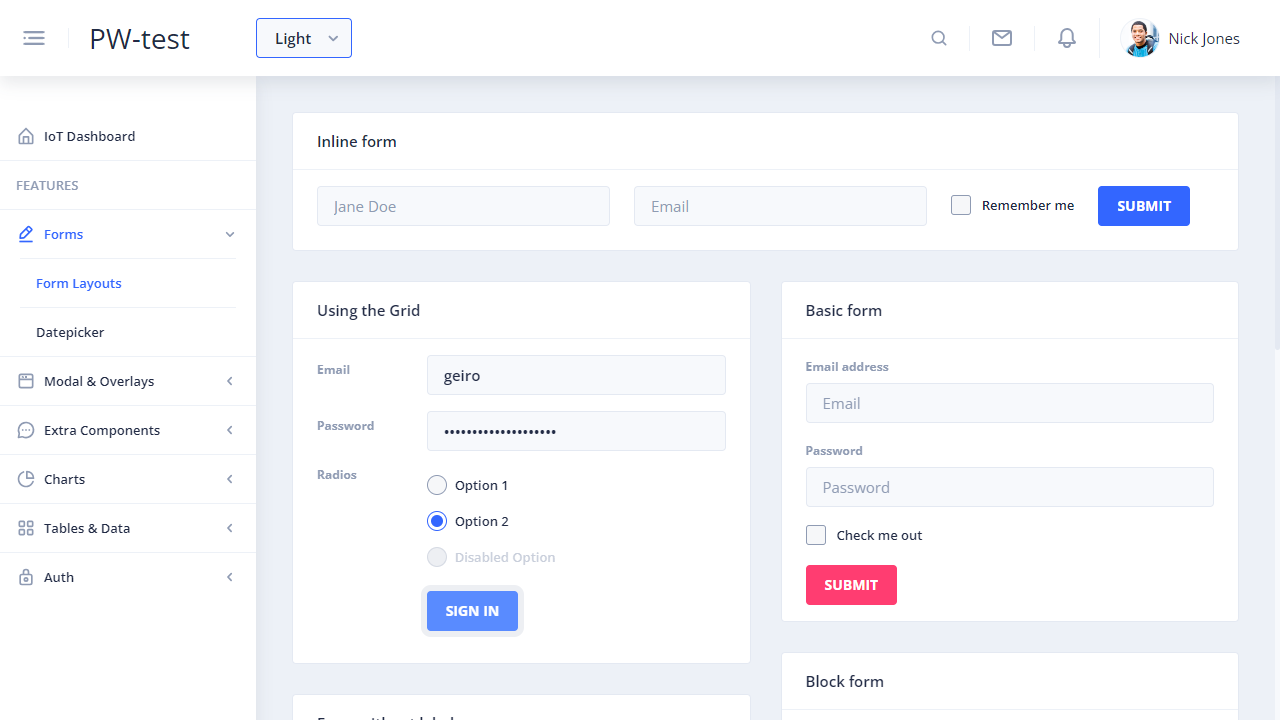 PW-test
Light
Nick Jones
IoT Dashboard
FEATURES
Forms
Form Layouts
Datepicker
Modal & Overlays
Extra Components
Charts
Tables & Data
Auth
Inline form
Jane Doe
Email
Remember me
SUBMIT
Using the Grid
Email
geiro
Password
••••••••••••••••••••
Radios
Option 1
Option 2
Disabled Option
SIGN IN
Basic form
Email address
Email
Password
Password
Check me out
SUBMIT
Block form